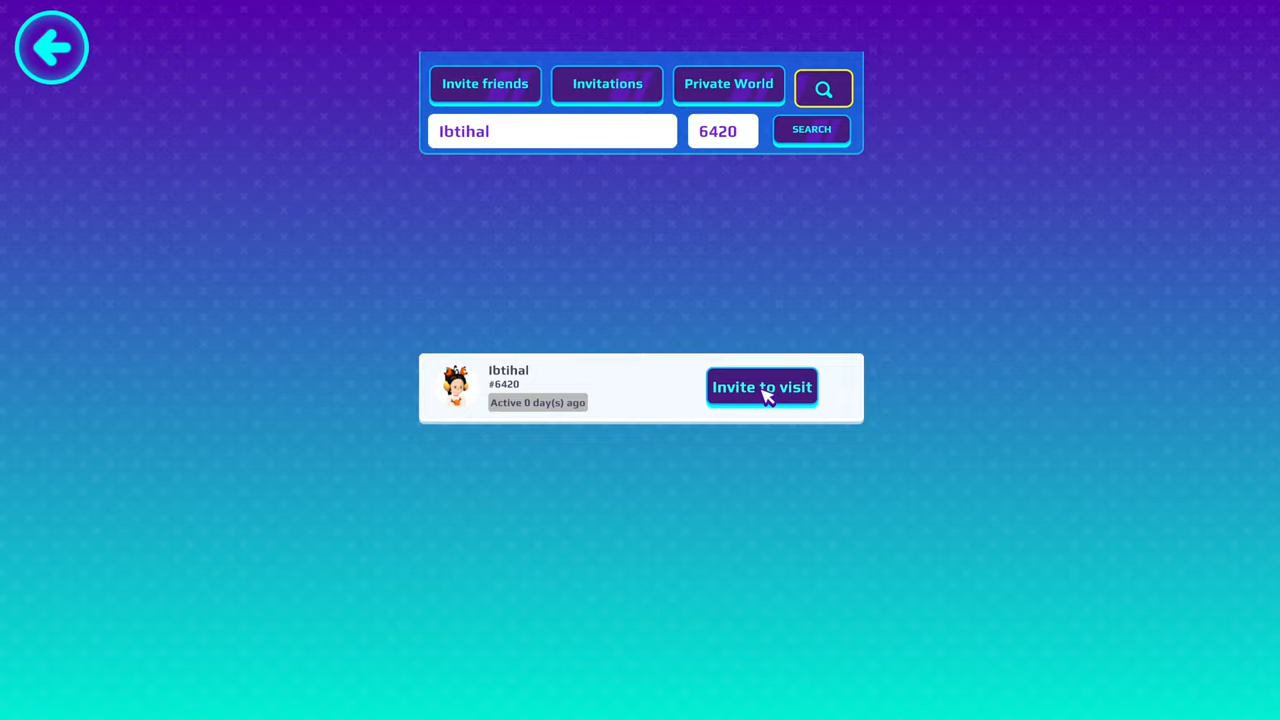 Invite friends
Invitations
Private World
Ibtihal
6420
SEARCH
Ibtihal
#6420
Active 0 day(s) ago
Invite to visit